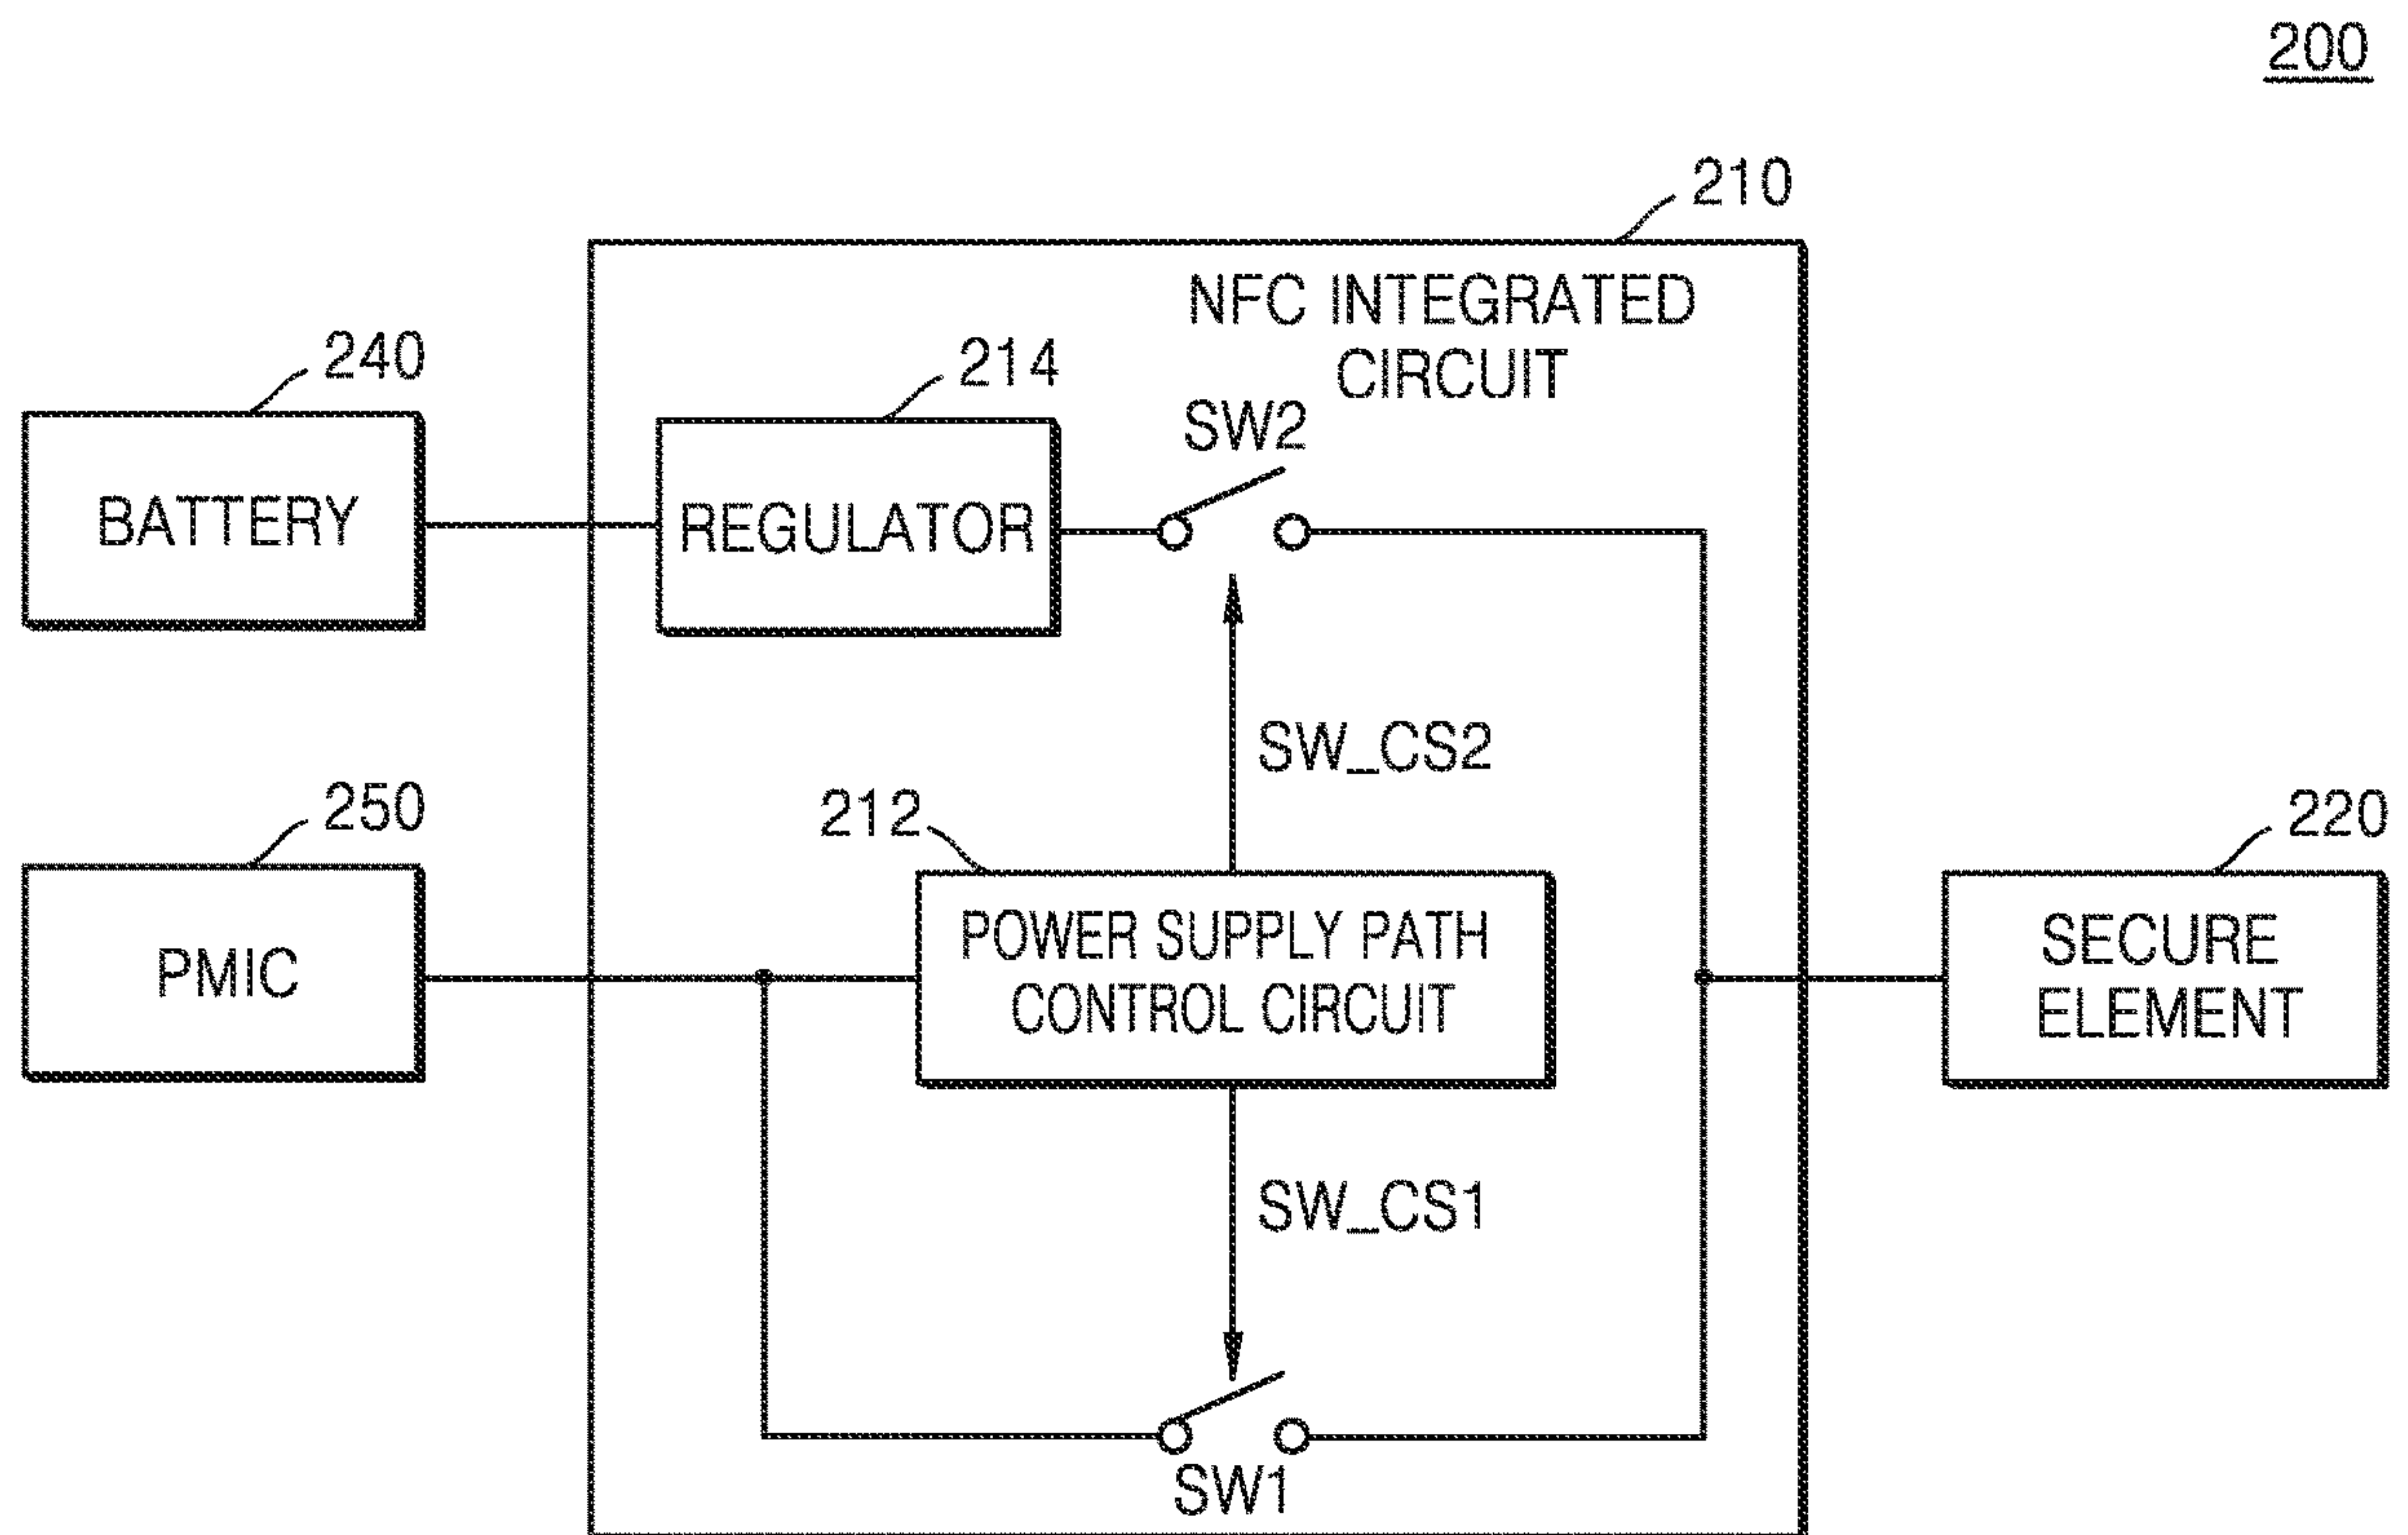 200
210
NFC INTEGRATED
CIRCUIT
240
214
SW2
BATTERY
REGULATOR
SW_CS2
250
212
220
PMIC
POWER SUPPLY PATH
CONTROL CIRCUIT
SECURE
ELEMENT
SW_CS1
SW1